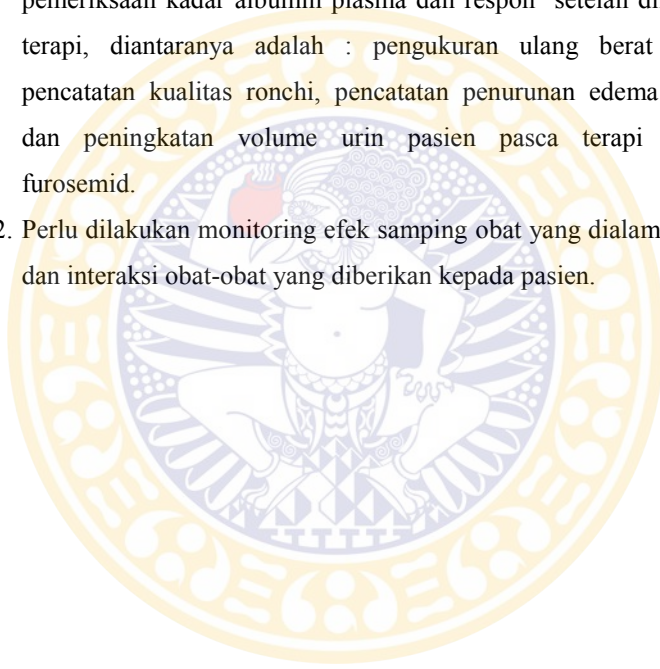 pemeriksaan kadar albumin plasma dan respon setelah
terapi, diantaranya adalah : pengukuran ulang berat
pencatatan kualitas ronchi, pencatatan penurunan edema
dan peningkatan volume urin pasien pasca terapi
furosemid.
2. Perlu dilakukan monitoring efek samping obat yang
dan interaksi obat-obat yang diberikan kepada pasien.